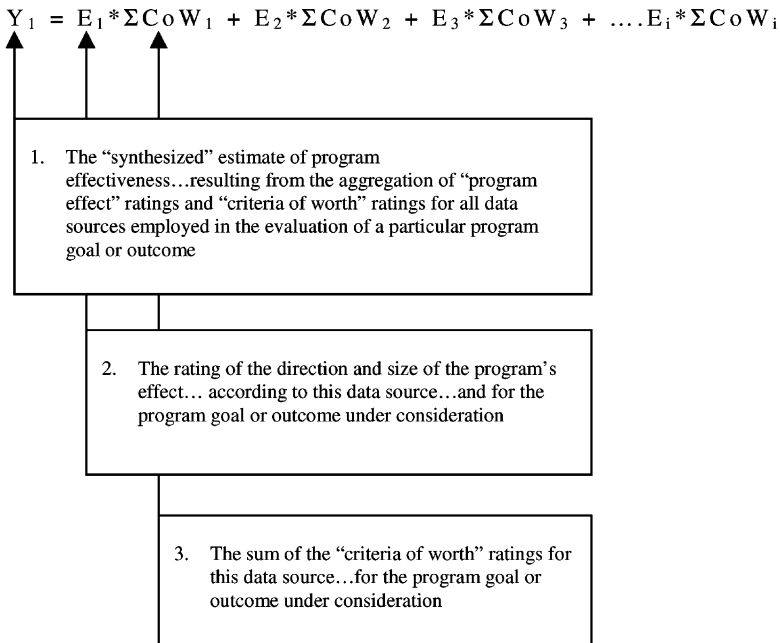 Y₁ = E₁*ΣCoW₁ + E₂*ΣCoW₂ + E₃*ΣCoW₃ + ....Eᵢ*ΣCoWᵢ
1. The “synthesized” estimate of program
effectiveness…resulting from the aggregation of “program
effect” ratings and “criteria of worth” ratings for all data
sources employed in the evaluation of a particular program
goal or outcome
2. The rating of the direction and size of the program’s
effect… according to this data source…and for the
program goal or outcome under consideration
3. The sum of the “criteria of worth” ratings for
this data source…for the program goal or
outcome under consideration